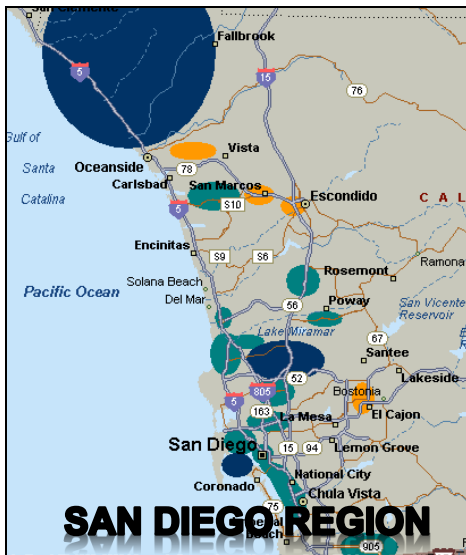 San Clemente
Fallbrook
5
15
76
Gulf of
Santa
Catalina
Oceanside
Vista
78
Carlsbad
San Marcos
Escondido
C A L
5
S10
Encinitas
S9
S6
Ramona
Rosemont
Solana Beach
Pacific Ocean
Del Mar
56
Poway
San Vicente
Reservoir
Lake Miramar
67
Santee
52
Lakeside
805
Bostonia
5
163
El Cajon
La Mesa
San Diego
15
94
Lemon Grove
National City
Coronado
75
Chula Vista
SAN DIEGO REGION
Beach
905